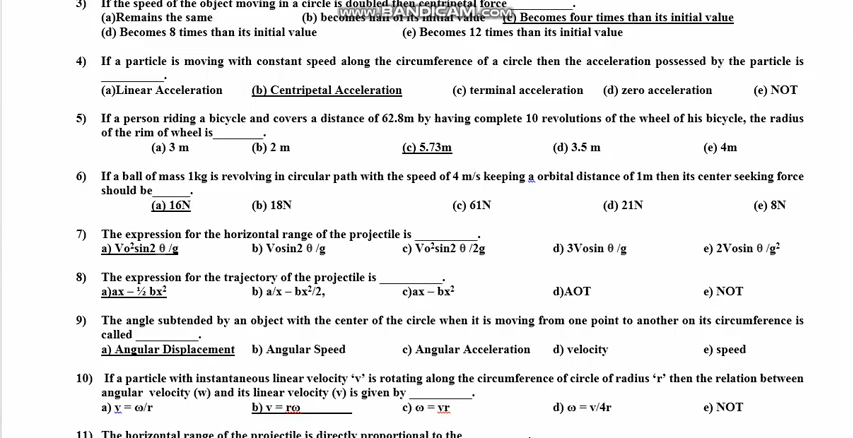 3) If the speed of the object moving in a circle is doubled then centripetal force ____________.
(a)Remains the same (b) becomes half of its initial value (c) Becomes four times than its initial value
WWW.BANDICAM.COM
(d) Becomes 8 times than its initial value (e) Becomes 12 times than its initial value
4) If a particle is moving with constant speed along the circumference of a circle then the acceleration possessed by the particle is
____________.
(a)Linear Acceleration (b) Centripetal Acceleration (c) terminal acceleration (d) zero acceleration (e) NOT
5) If a person riding a bicycle and covers a distance of 62.8m by having complete 10 revolutions of the wheel of his bicycle, the radius
of the rim of wheel is_________.
(a) 3 m (b) 2 m (c) 5.73m (d) 3.5 m (e) 4m
6) If a ball of mass 1kg is revolving in circular path with the speed of 4 m/s keeping a orbital distance of 1m then its center seeking force
should be______.
(a) 16N (b) 18N (c) 61N (d) 21N (e) 8N
7) The expression for the horizontal range of the projectile is ____________.
a) Vo²sin2 θ /g b) Vosin2 θ /g c) Vo²sin2 θ /2g d) 3Vosin θ /g e) 2Vosin θ /g²
8) The expression for the trajectory of the projectile is ____________.
a)ax – ½ bx² b) a/x – bx²/2, c)ax – bx² d)AOT e) NOT
9) The angle subtended by an object with the center of the circle when it is moving from one point to another on its circumference is
called ____________.
a) Angular Displacement b) Angular Speed c) Angular Acceleration d) velocity e) speed
10) If a particle with instantaneous linear velocity ‘v’ is rotating along the circumference of circle of radius ‘r’ then the relation between
angular velocity (w) and its linear velocity (v) is given by ____________.
a) v = ω/r b) v = rω c) ω = vr d) ω = v/4r e) NOT
11) The horizontal range of the projectile is directly proportional to the ____________.